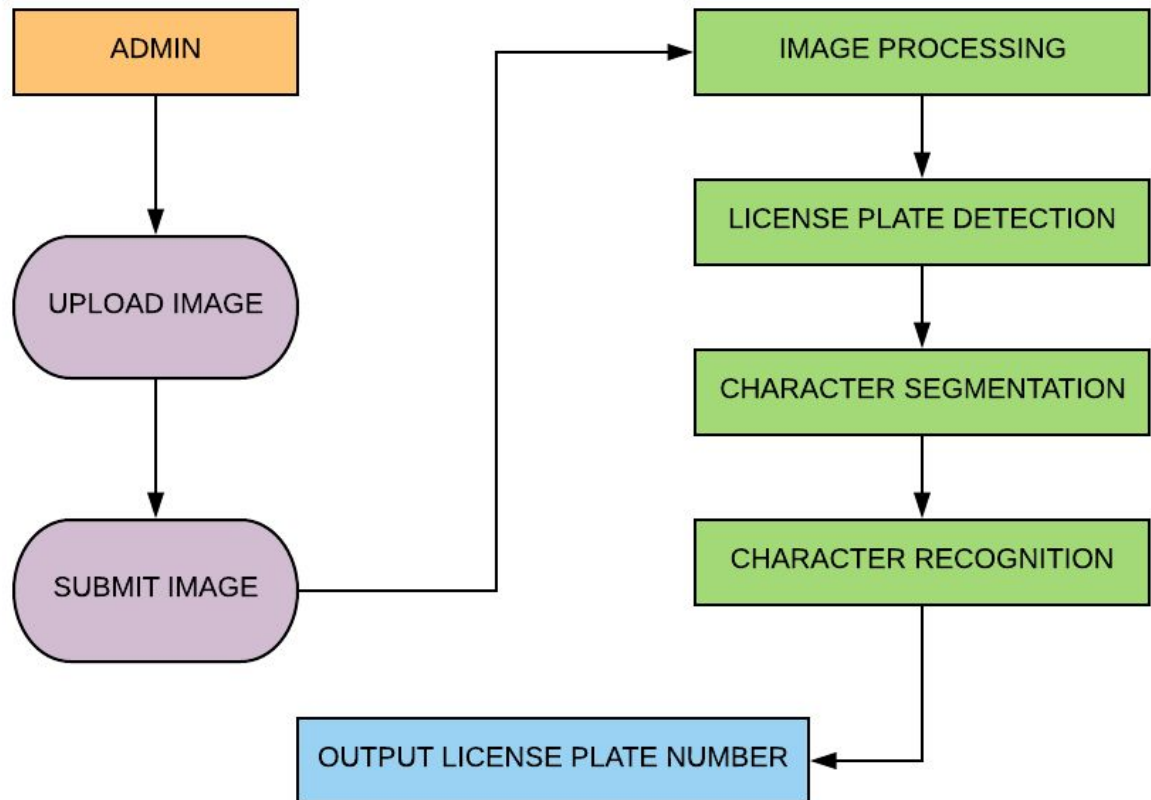 ADMIN
UPLOAD IMAGE
SUBMIT IMAGE
IMAGE PROCESSING
LICENSE PLATE DETECTION
CHARACTER SEGMENTATION
CHARACTER RECOGNITION
OUTPUT LICENSE PLATE NUMBER